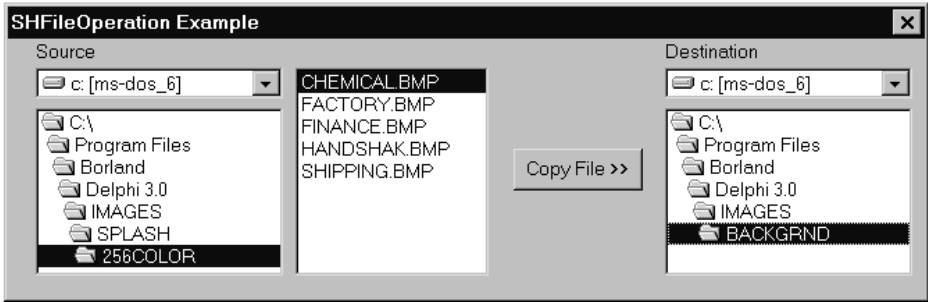 SHFileOperation Example
Source
c: [ms-dos_6]
C:\
Program Files
Borland
Delphi 3.0
IMAGES
SPLASH
256COLOR
CHEMICAL.BMP
FACTORY.BMP
FINANCE.BMP
HANDSHAK.BMP
SHIPPING.BMP
Copy File >>
Destination
c: [ms-dos_6]
C:\
Program Files
Borland
Delphi 3.0
IMAGES
BACKGRND